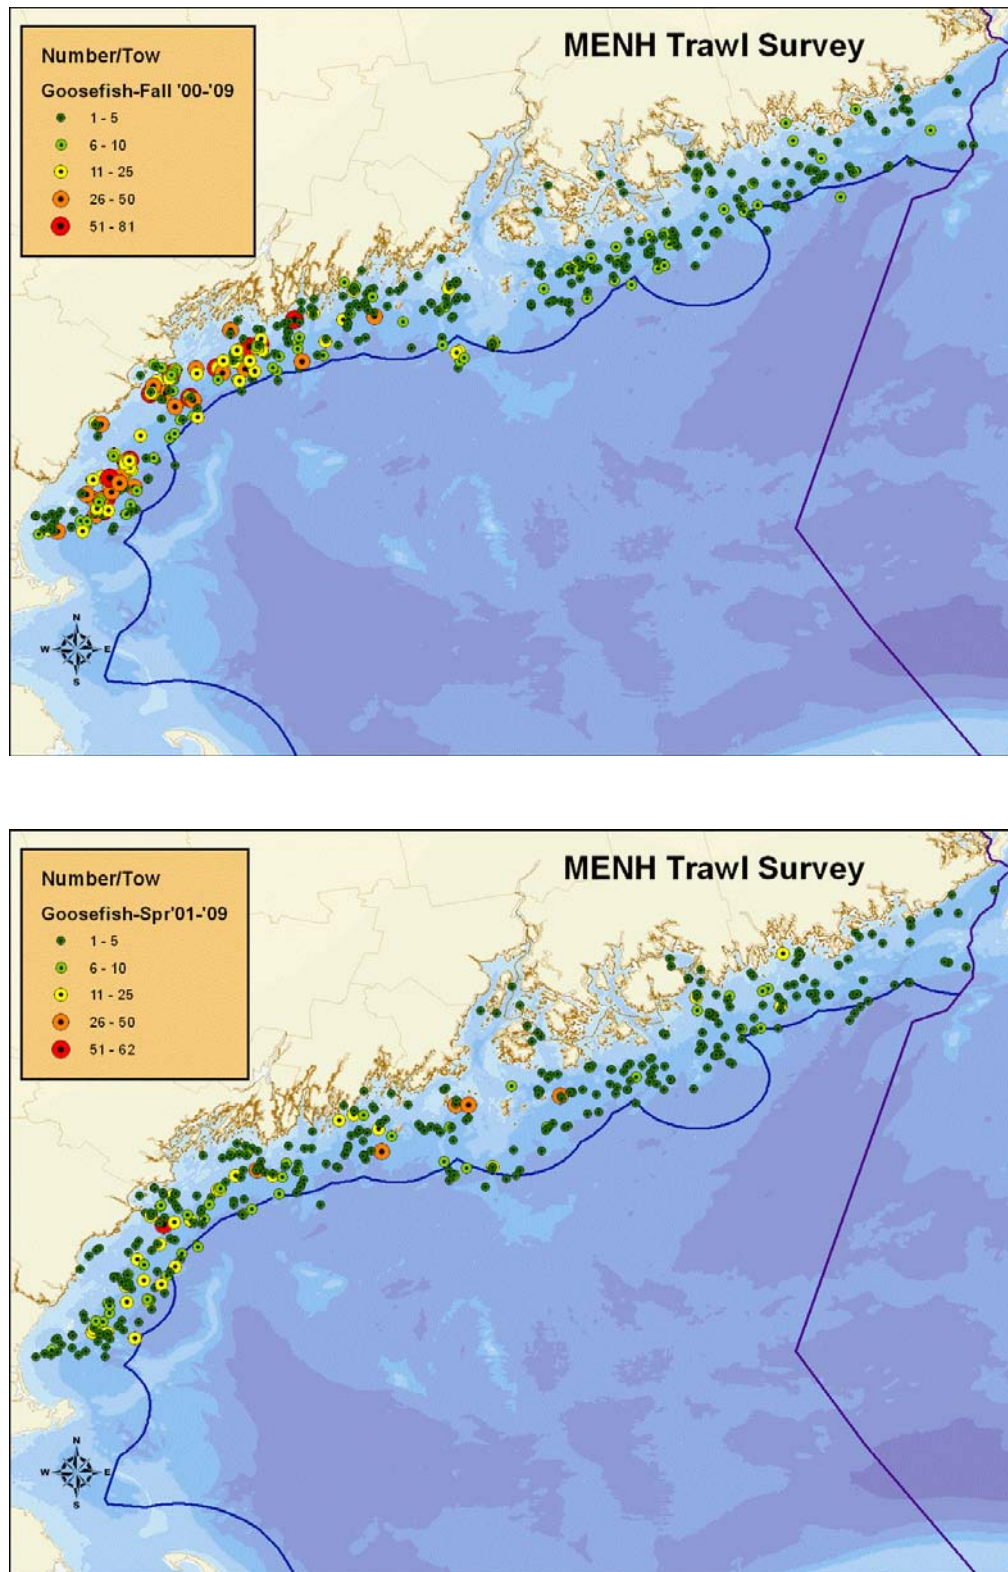 MENH Trawl Survey
Number/Tow
Goosefish-Fall '00-'09
1 - 5
6 - 10
11 - 25
26 - 50
51 - 81
N
W E
S
MENH Trawl Survey
Number/Tow
Goosefish-Spr'01-'09
1 - 5
6 - 10
11 - 25
26 - 50
51 - 62
N
W E
S